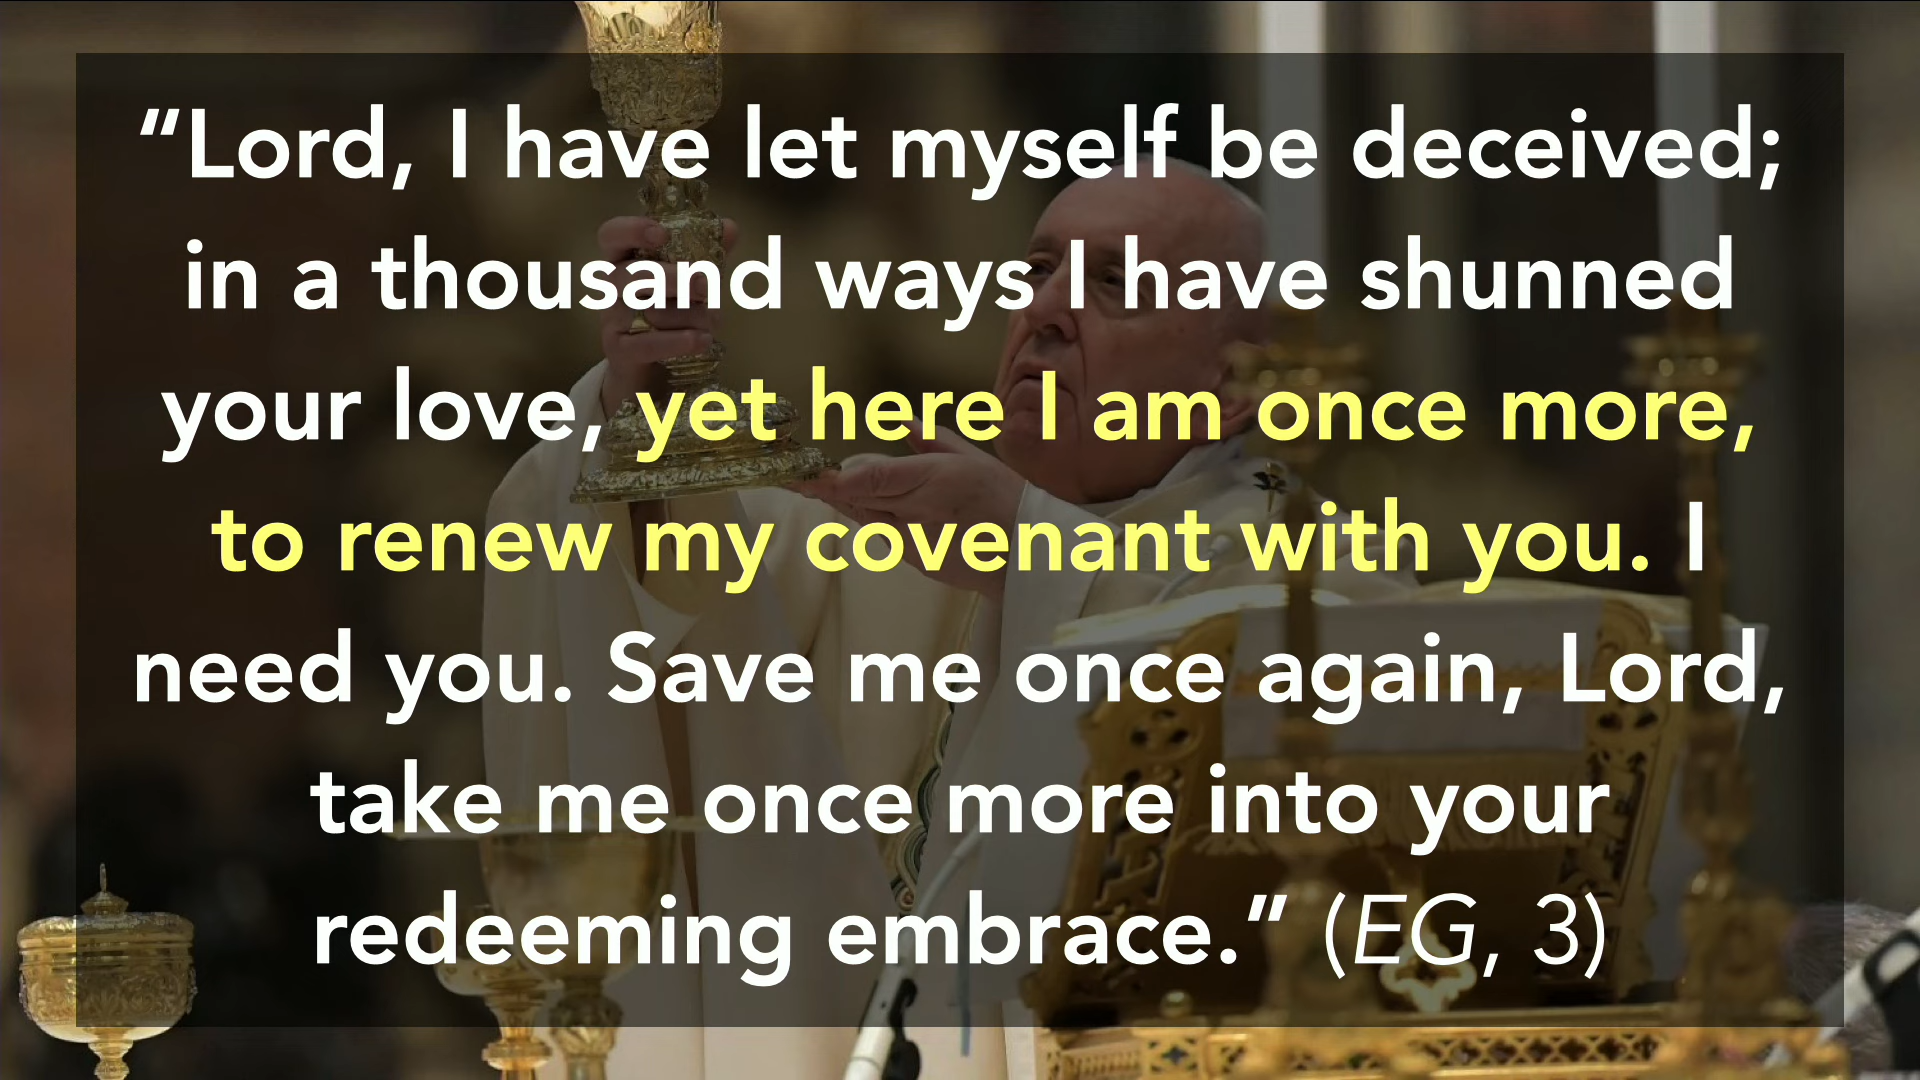 “Lord, I have let myself be deceived;
in a thousand ways I have shunned
your love, yet here I am once more,
to renew my covenant with you. I
need you. Save me once again, Lord,
take me once more into your
redeeming embrace.” (EG, 3)